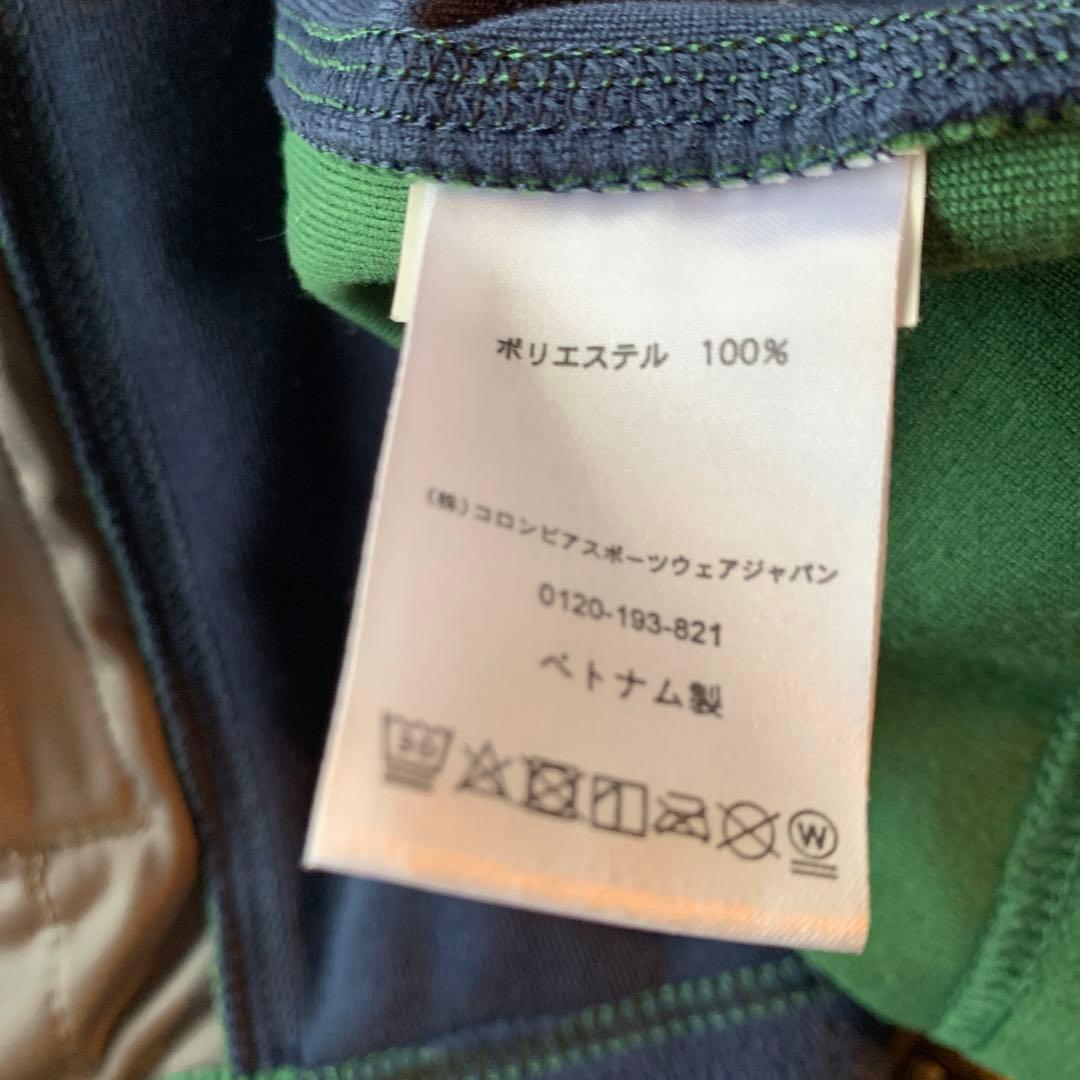 ポリエステル 100%
(株)コロンビアスポーツウェアジャパン
0120-193-821
ベトナム製
30
W